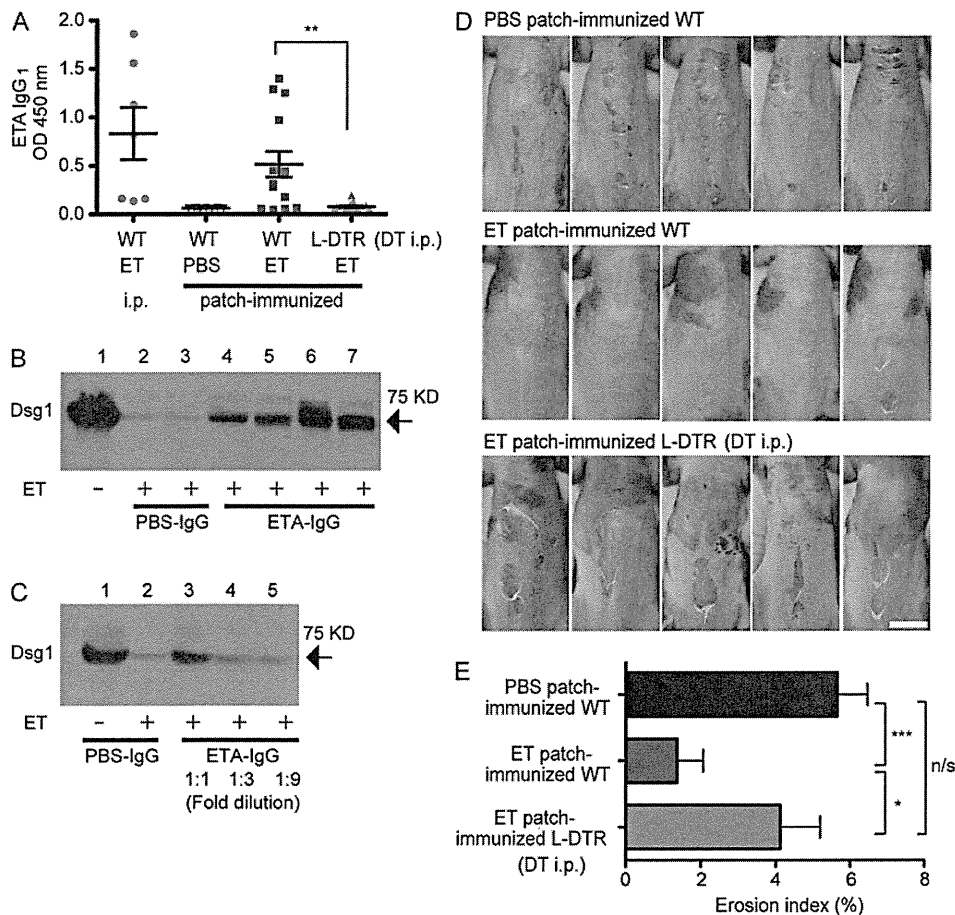 A
ETA IgG1
OD 450 nm
2.0
1.5
1.0
0.5
0.0
**
WT WT WT L-DTR (DT i.p.)
ET PBS ET ET
i.p. patch-immunized
B
1 2 3 4 5 6 7
Dsg1
75 KD
ET - + + + + + +
PBS-IgG ETA-IgG
C
1 2 3 4 5
Dsg1
75 KD
ET - + + + +
PBS-IgG ETA-IgG
1:1 1:3 1:9
(Fold dilution)
D
PBS patch-immunized WT
ET patch-immunized WT
ET patch-immunized L-DTR (DT i.p.)
E
PBS patch-
immunized WT
ET patch-
immunized WT
ET patch-
immunized L-DTR
(DT i.p.)
***
*
n/s
0 2 4 6 8
Erosion index (%)